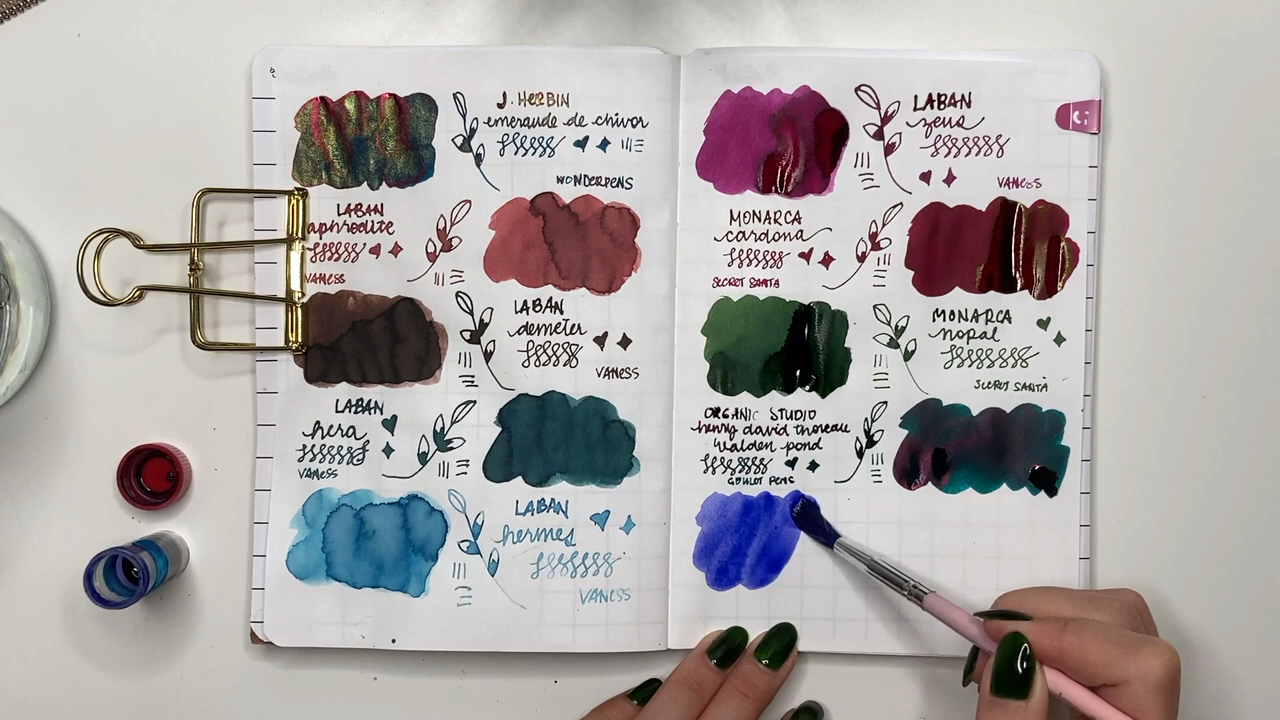 J. HERBIN
emeraude de chivor
WONDERPENS
LABAN
aphrodite
VANESS
LABAN
demeter
VANESS
LABAN
hera
VANESS
LABAN
hermes
VANESS
LABAN
zeus
VANESS
MONARCA
cardona
SECRET SANTA
MONARCA
nopal
SECRET SANTA
ORGANIC STUDIO
henry david thoreau
walden pond
GOULET PENS